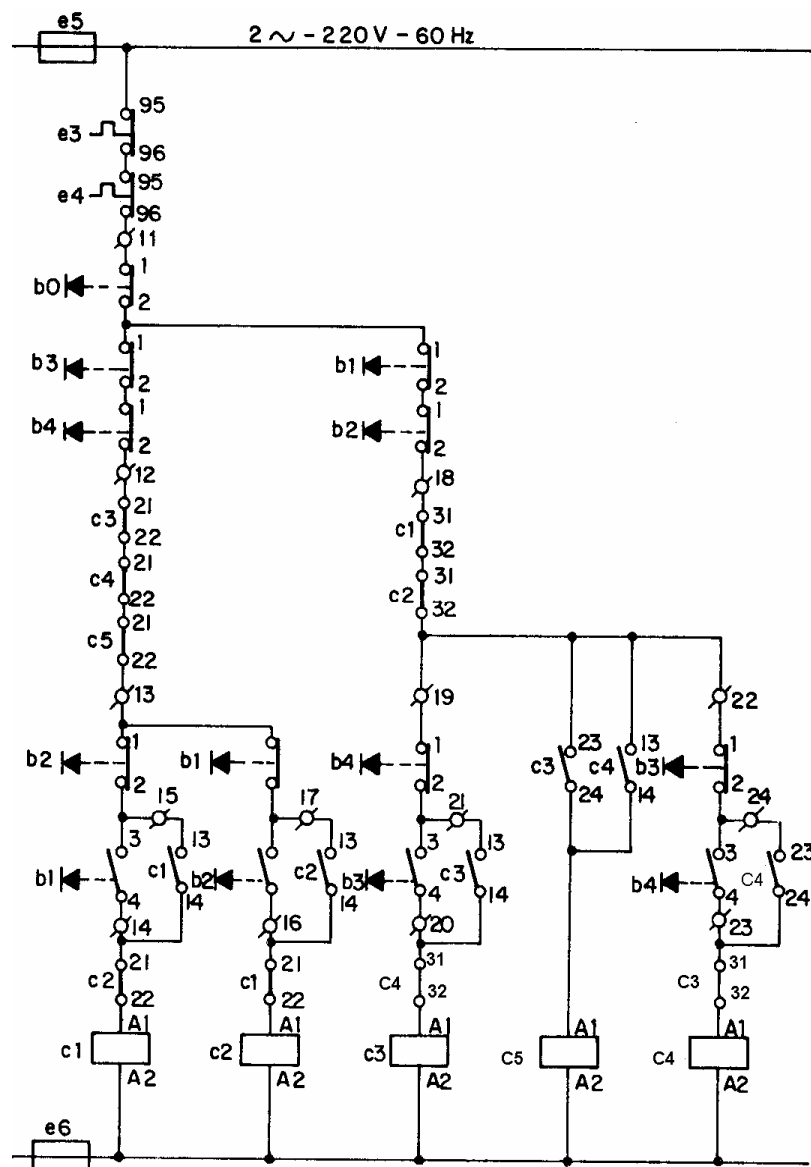 e5
2 ∿ - 220 V - 60 Hz
95
e3
96
95
e4
96
11
1
b0
2
1 1
b3 b1
2 2
1 1
b4 b2
2 2
12 18
21 31
c3 c1
22 32
21 31
c4 c2
22 32
21
c5
22
13 19 22
1 23 13 1
b2 b1 b4 c3 c4 b3
1
2 2 24 14 2
15 17 21 24
3 13 13 3 13 3 23
b1 c1 b2 c2 b3 c3 b4 C4
4 14 14 4 14 4 24
14 16 20 23
21 21 31 31
c2 c1 C4 C3
22 22 32 32
A1 A1 A1 A1 A1
c1 c2 c3 C5 C4
A2 A2 A2 A2 A2
e6